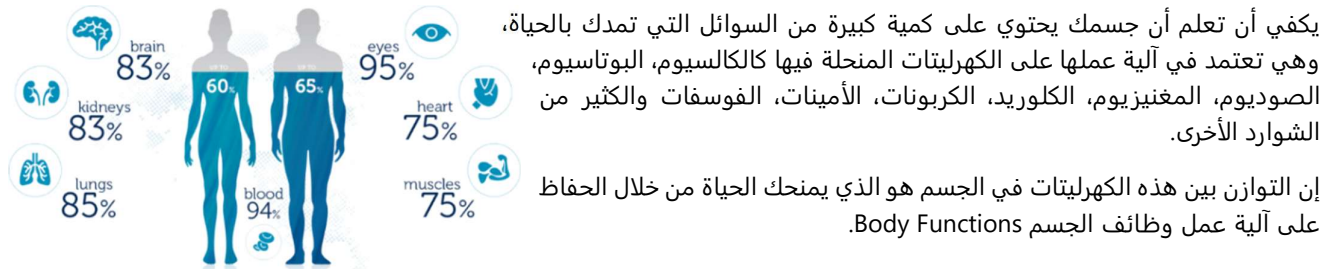 يكفي أن تعلم أن جسمك يحتوي على كمية كبيرة من السوائل التي تمدك بالحياة،
وهي تعتمد في آلية عملها على الكهرليتات المنحلة فيها كالكالسيوم، البوتاسيوم،
الصوديوم، المغنيزيوم، الكلوريد، الكربونات، الأمينات، الفوسفات والكثير من
الشوارد الأخرى.
إن التوازن بين هذه الكهرليتات في الجسم هو الذي يمنحك الحياة من خلال الحفاظ
على آلية عمل وظائف الجسم Body Functions.
brain
83%
kidneys
83%
lungs
85%
60%
65%
blood
94%
eyes
95%
heart
75%
muscles
75%